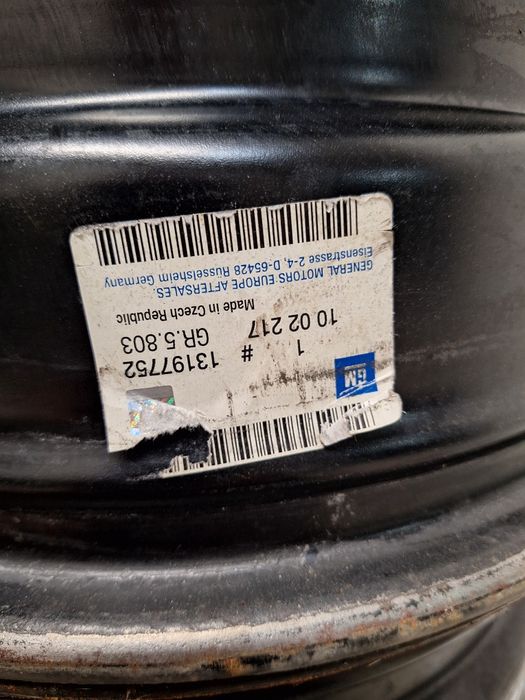 GM
1 # 13197752
10 02 217 GR.5.803
Made in Czech Republic
GENERAL MOTORS EUROPE AFTERSALES.
Eisenstrasse 2-4, D-65428 Rüsselsheim Germany